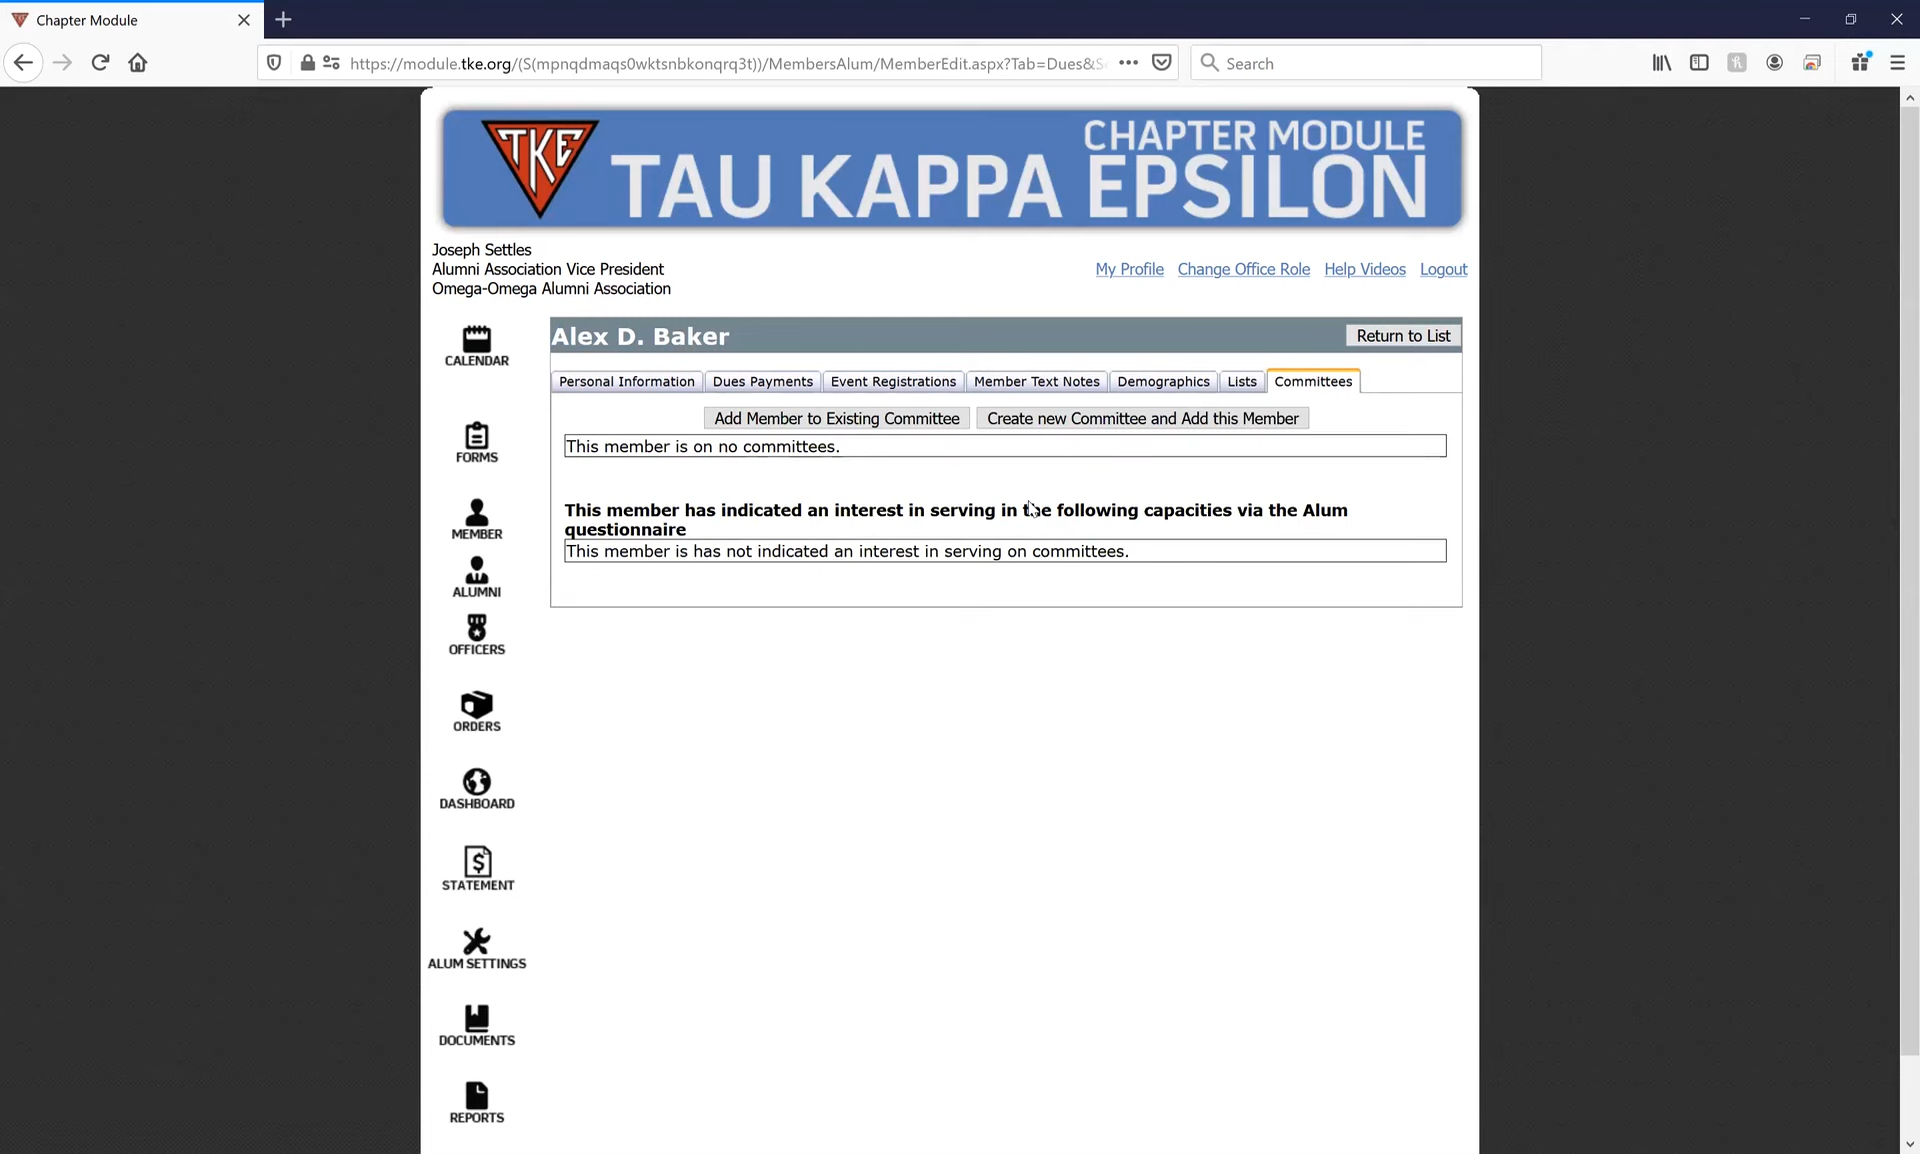 Chapter Module
https://module.tke.org/(S(mpnqdmaqs0wktsnbkonqrq3t))/MembersAlum/MemberEdit.aspx?Tab=Dues&S
Search
TKE
CHAPTER MODULE
TAU KAPPA EPSILON
Joseph Settles
Alumni Association Vice President
Omega-Omega Alumni Association
My Profile Change Office Role Help Videos Logout
CALENDAR
FORMS
MEMBER
ALUMNI
OFFICERS
ORDERS
DASHBOARD
STATEMENT
ALUM SETTINGS
DOCUMENTS
REPORTS
Alex D. Baker
Return to List
Personal Information Dues Payments Event Registrations Member Text Notes Demographics Lists Committees
Add Member to Existing Committee Create new Committee and Add this Member
This member is on no committees.
This member has indicated an interest in serving in the following capacities via the Alum
questionnaire
This member is has not indicated an interest in serving on committees.